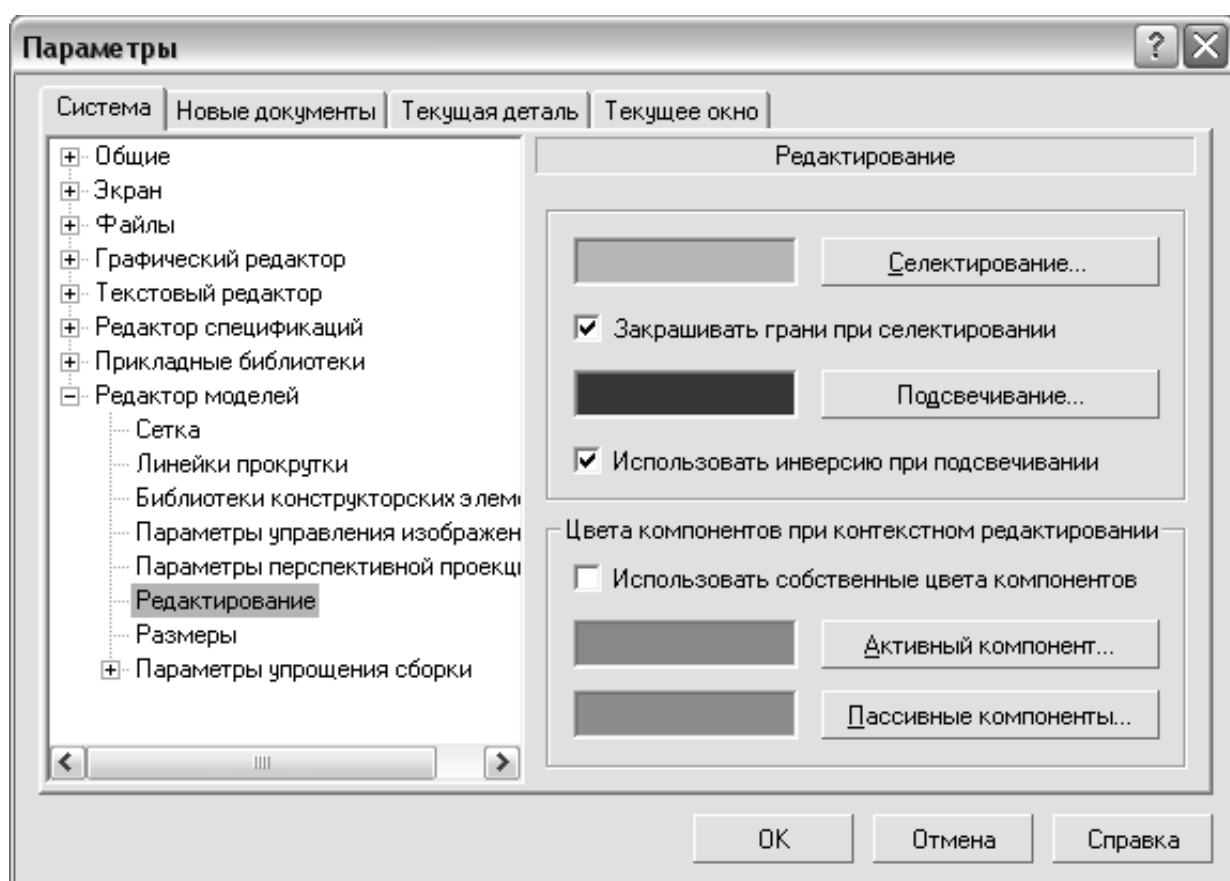 Параметры
Система Новые документы Текущая деталь Текущее окно
Общие
Экран
Файлы
Графический редактор
Текстовый редактор
Редактор спецификаций
Прикладные библиотеки
Редактор моделей
Сетка
Линейки прокрутки
Библиотеки конструкторских элем
Параметры управления изображен
Параметры перспективной проекц
Редактирование
Размеры
Параметры упрощения сборки
Редактирование
Селектирование...
Закрашивать грани при селектировании
Подсвечивание...
Использовать инверсию при подсвечивании
Цвета компонентов при контекстном редактировании
Использовать собственные цвета компонентов
Активный компонент...
Пассивные компоненты...
OK Отмена Справка